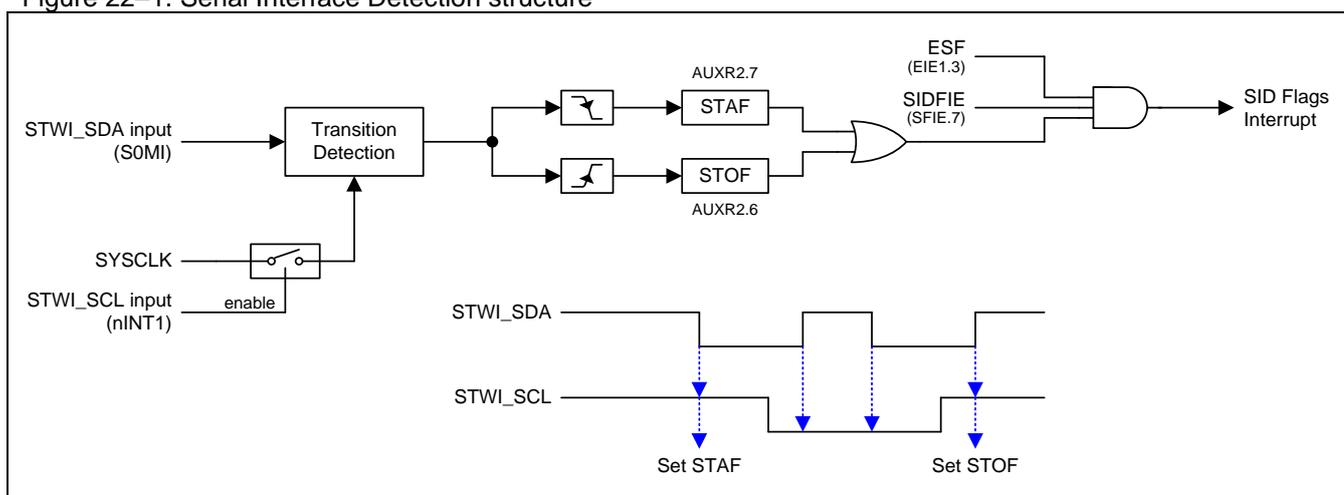 Figure 22–1. Serial Interface Detection structure
ESF
(EIE1.3)
AUXR2.7
STAF
SIDFIE
(SFIE.7)
SID Flags
Interrupt
STWI_SDA input
(S0MI)
Transition
Detection
STOF
AUXR2.6
SYSCLK
STWI_SCL input
(nINT1)
enable
STWI_SDA
STWI_SCL
Set STAF
Set STOF